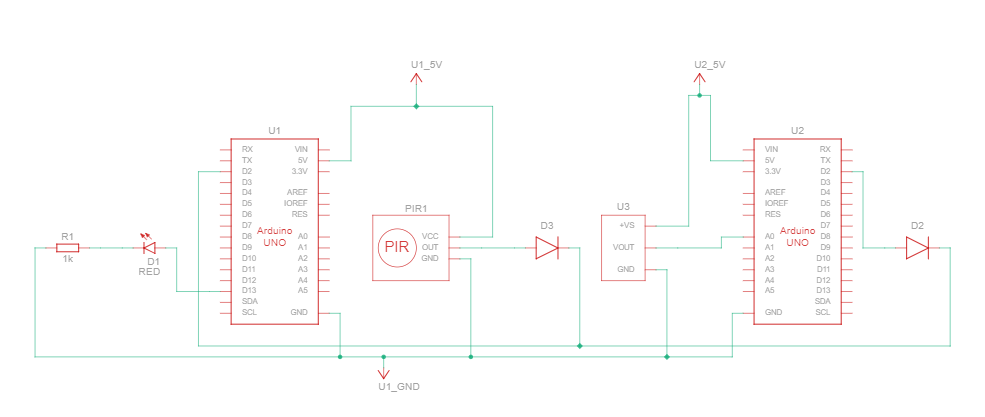 U1_5V
U2_5V
U1
RX
TX
D2
D3
D4
D5
D6
D7
D8
D9
D10
D11
D12
D13
SDA
SCL
VIN
5V
3.3V
AREF
IOREF
RES
A0
A1
A2
A3
A4
A5
GND
Arduino
UNO
R1
1k
D1
RED
PIR1
PIR
VCC
OUT
GND
D3
U3
+VS
VOUT
GND
U2
VIN
5V
3.3V
AREF
IOREF
RES
A0
A1
A2
A3
A4
A5
GND
Arduino
UNO
RX
TX
D2
D3
D4
D5
D6
D7
D8
D9
D10
D11
D12
D13
SDA
SCL
D2
U1_GND